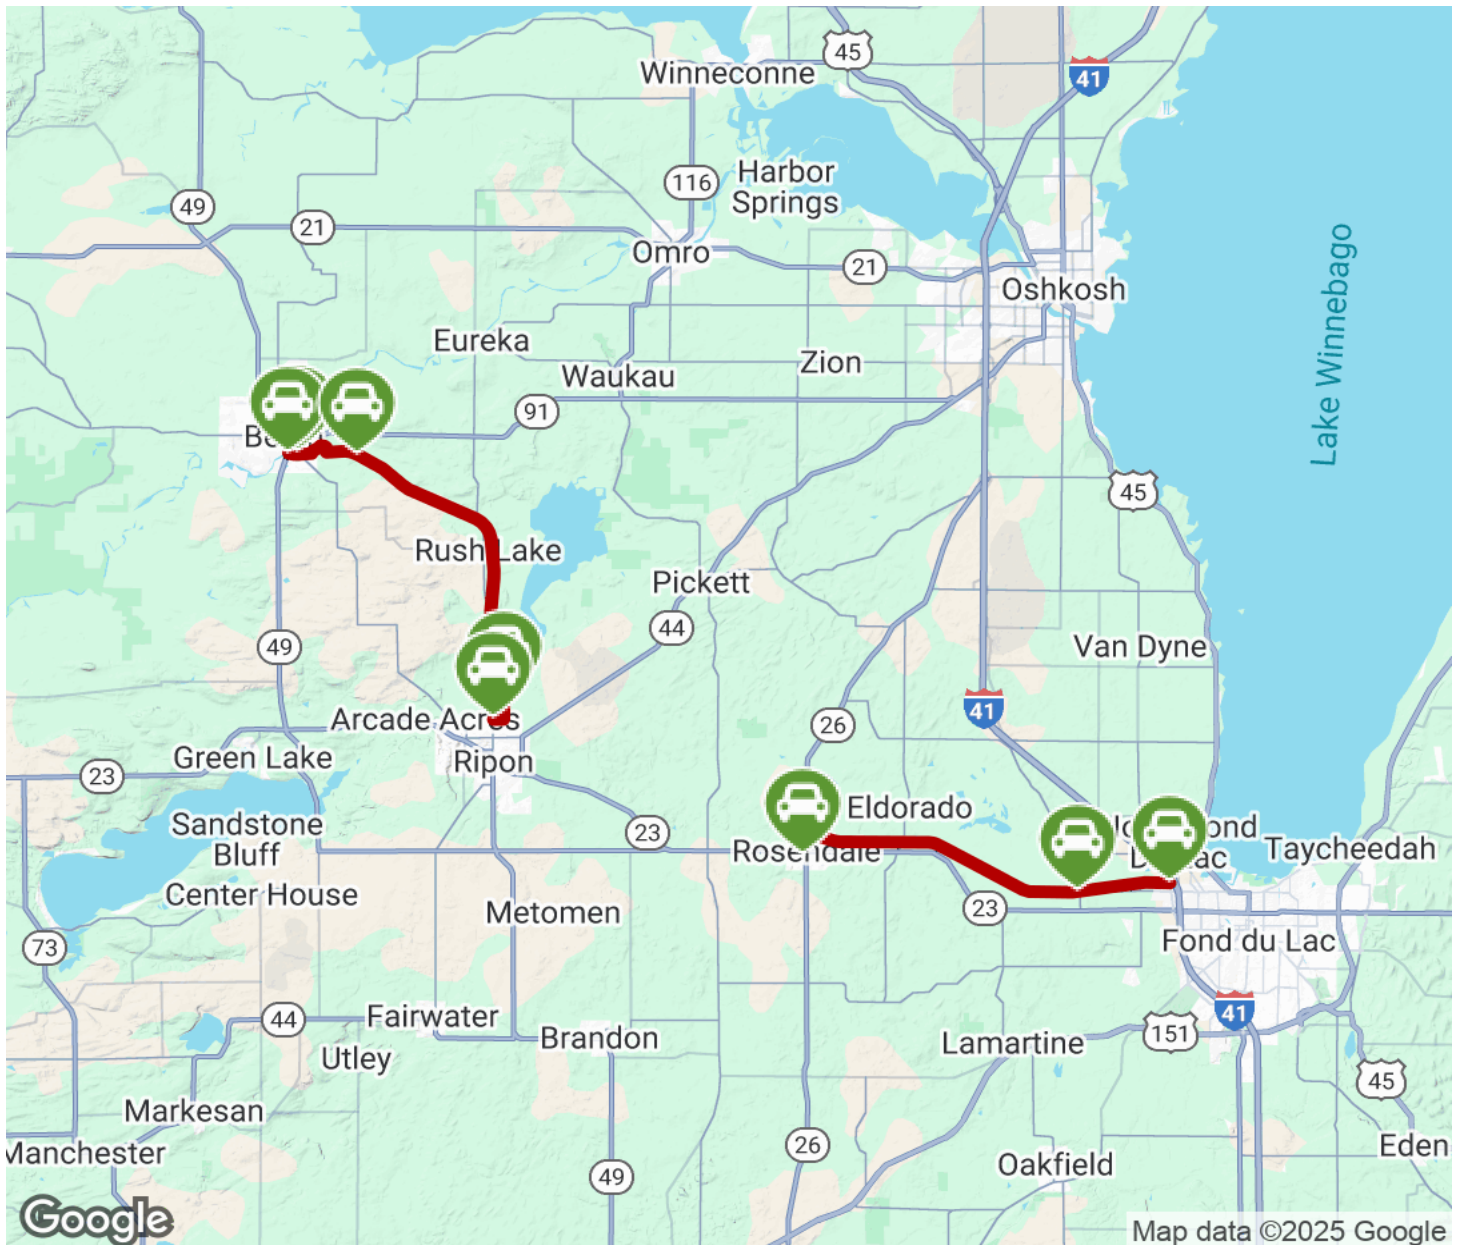 45
41
Winneconne
Harbor
Springs
116
49
21
Omro
21
Oshkosh
Lake Winnebago
Eureka
Zion
Waukau
91
45
Rush Lake
Pickett
44
49
Van Dyne
41
Arcade Acres
26
Green Lake
Ripon
23
Eldorado
Sandstone
Bluff
23
Rosendale
Taycheedah
Center House
Metomen
23
73
Fond du Lac
44
Fairwater
41
Brandon
Lamartine
151
Utley
45
Markesan
Manchester
26
Eden
Oakfield
49
Google
Map data ©2025 Google